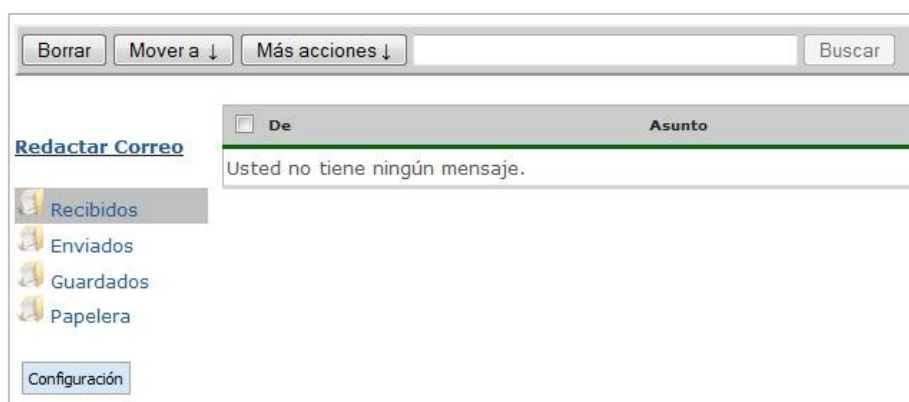 Borrar Mover a ↓ Más acciones ↓ Buscar
De Asunto
Redactar Correo
Usted no tiene ningún mensaje.
Recibidos
Enviados
Guardados
Papelera
Configuración